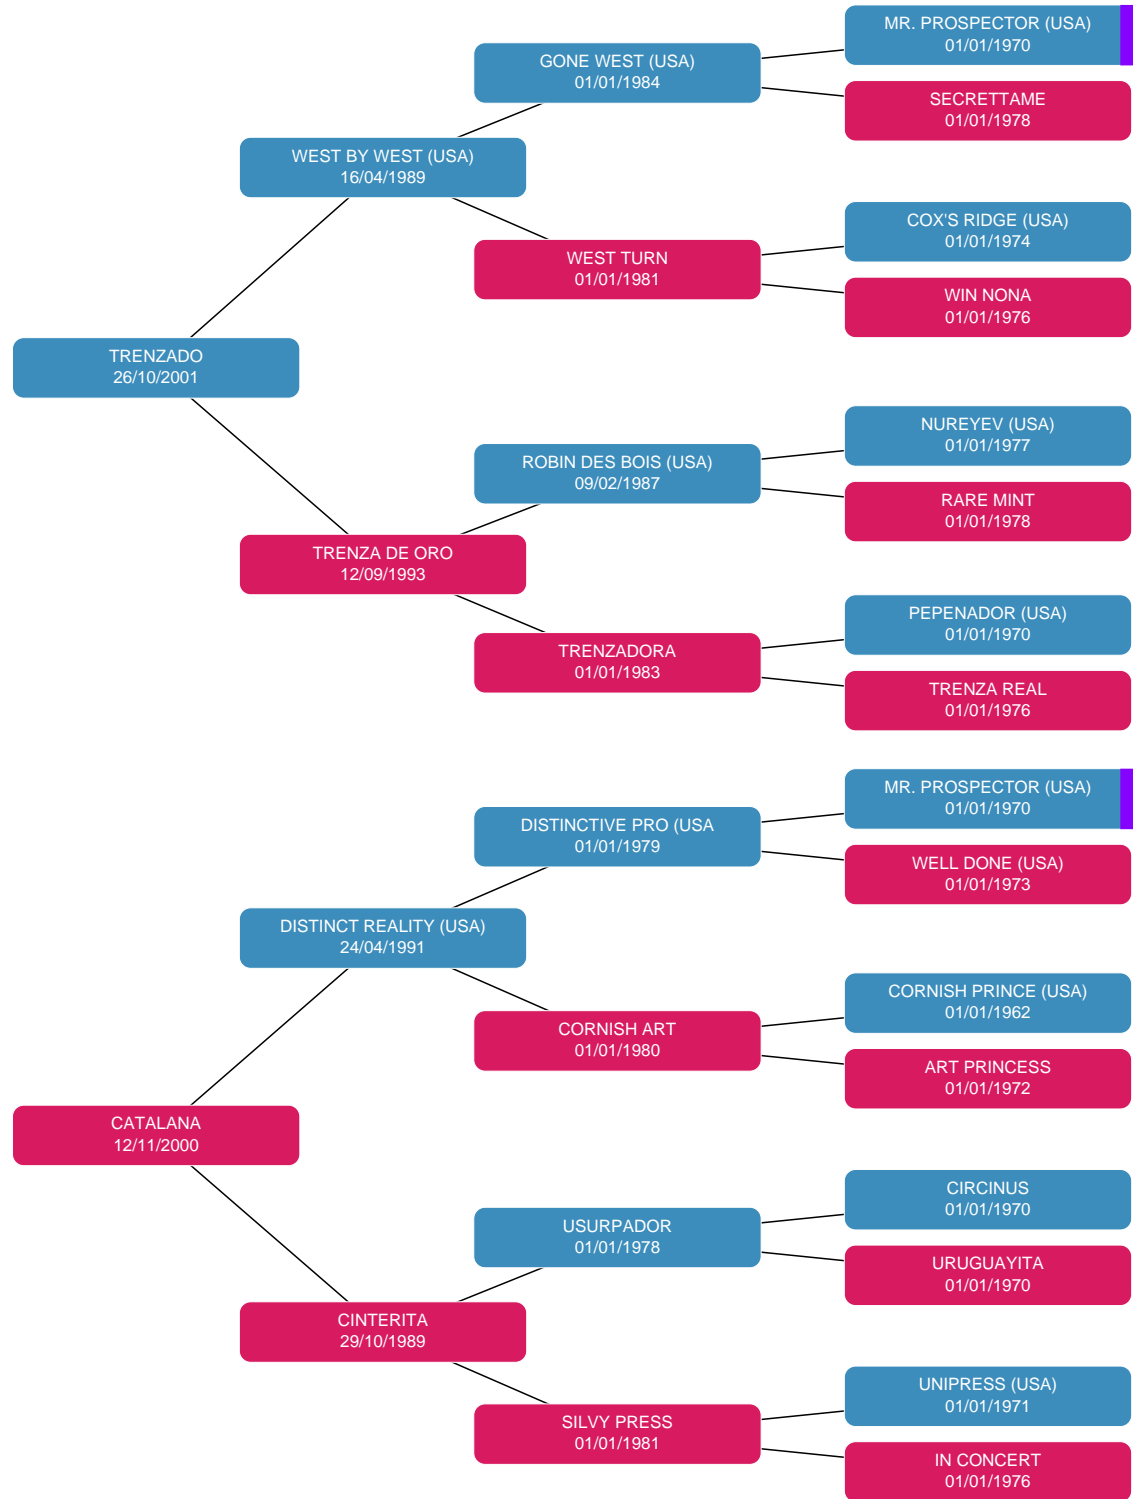 MR. PROSPECTOR (USA)
01/01/1970
GONE WEST (USA)
01/01/1984
SECRETTAME
01/01/1978
WEST BY WEST (USA)
16/04/1989
COX'S RIDGE (USA)
01/01/1974
WEST TURN
01/01/1981
WIN NONA
01/01/1976
TRENZADO
26/10/2001
NUREYEV (USA)
01/01/1977
ROBIN DES BOIS (USA)
09/02/1987
RARE MINT
01/01/1978
TRENZA DE ORO
12/09/1993
PEPENADOR (USA)
01/01/1970
TRENZADORA
01/01/1983
TRENZA REAL
01/01/1976
MR. PROSPECTOR (USA)
01/01/1970
DISTINCTIVE PRO (USA
01/01/1979
WELL DONE (USA)
01/01/1973
DISTINCT REALITY (USA)
24/04/1991
CORNISH PRINCE (USA)
01/01/1962
CORNISH ART
01/01/1980
ART PRINCESS
01/01/1972
CATALANA
12/11/2000
CIRCINUS
01/01/1970
USURPADOR
01/01/1978
URUGUAYITA
01/01/1970
CINTERITA
29/10/1989
UNIPRESS (USA)
01/01/1971
SILVY PRESS
01/01/1981
IN CONCERT
01/01/1976